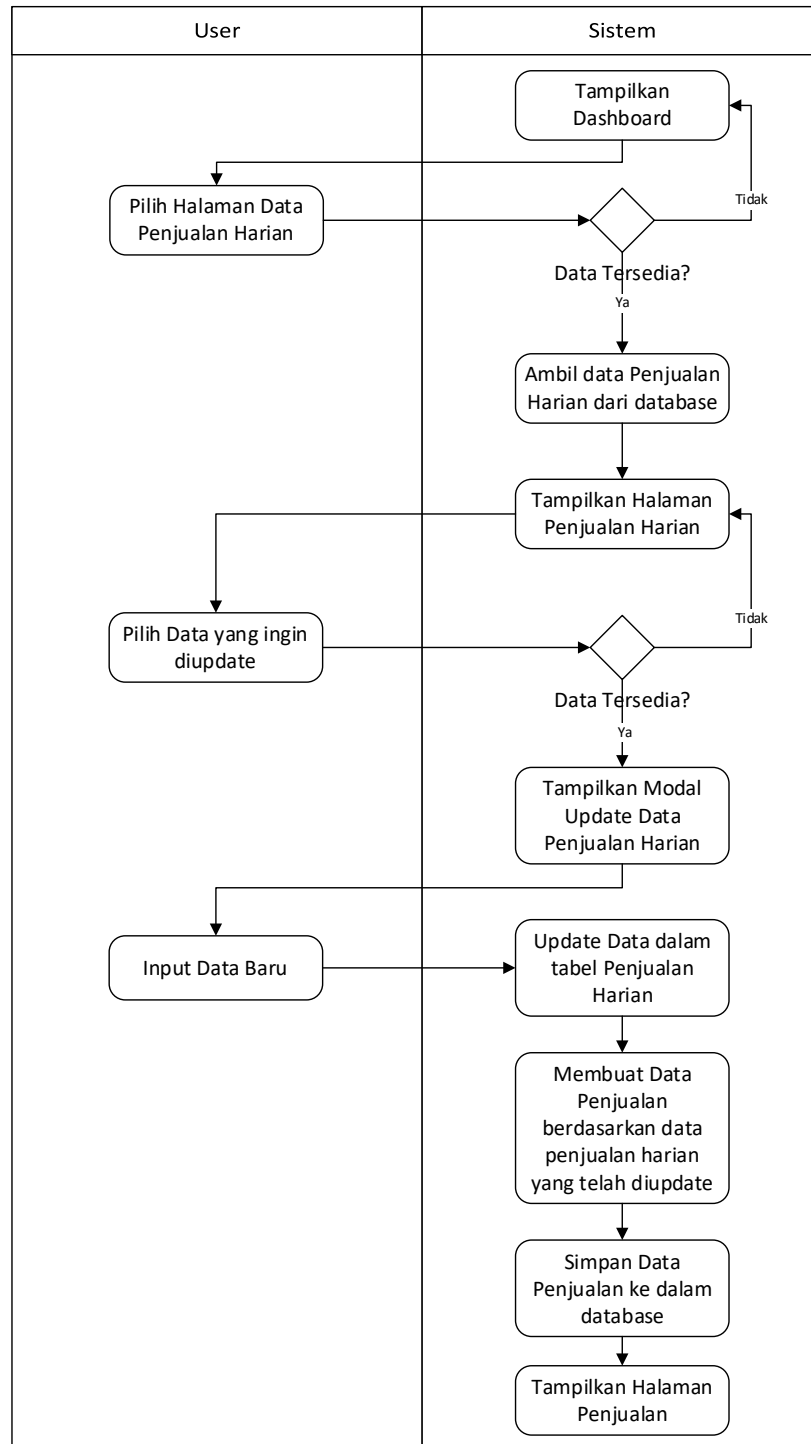 User
Sistem
Tampilkan
Dashboard
Pilih Halaman Data
Penjualan Harian
Tidak
Data Tersedia?
Ya
Ambil data Penjualan
Harian dari database
Tampilkan Halaman
Penjualan Harian
Pilih Data yang ingin
diupdate
Tidak
Data Tersedia?
Ya
Tampilkan Modal
Update Data
Penjualan Harian
Input Data Baru
Update Data dalam
tabel Penjualan
Harian
Membuat Data
Penjualan
berdasarkan data
penjualan harian
yang telah diupdate
Simpan Data
Penjualan ke dalam
database
Tampilkan Halaman
Penjualan